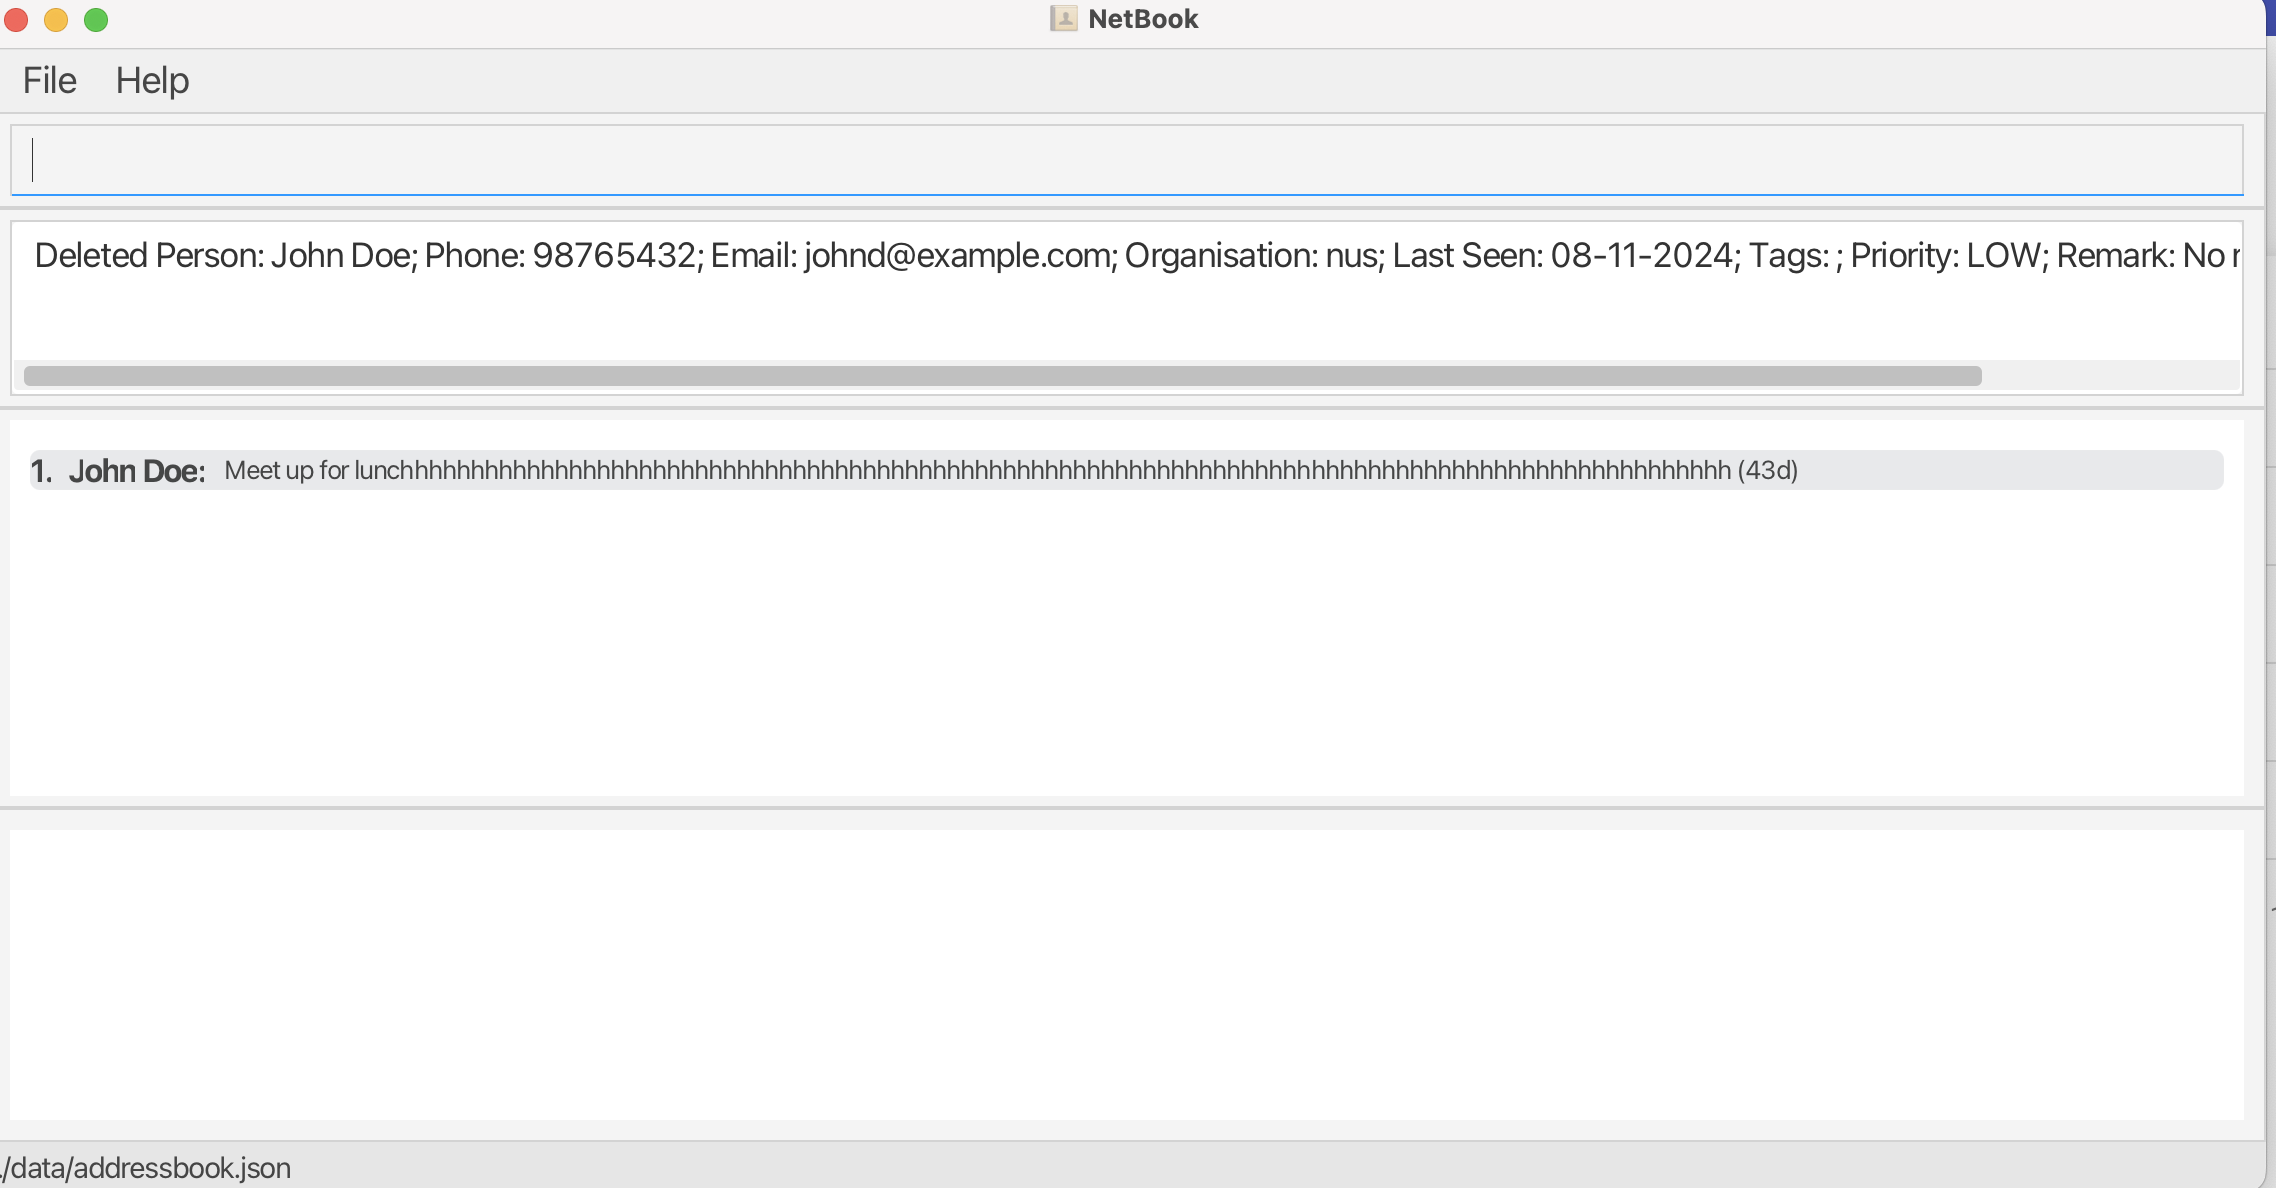 NetBook
File Help
Deleted Person: John Doe; Phone: 98765432; Email: johnd@example.com; Organisation: nus; Last Seen: 08-11-2024; Tags: ; Priority: LOW; Remark: No
1. John Doe: Meet up for lunchhhhhhhhhhhhhhhhhhhhhhhhhhhhhhhhhhhhhhhhhhhhhhhhhhhhhhhhhhhhhhhhhhhhhhhhhhhhhhhhhhhhhhhhhhhhhhh (43d)
./data/addressbook.json